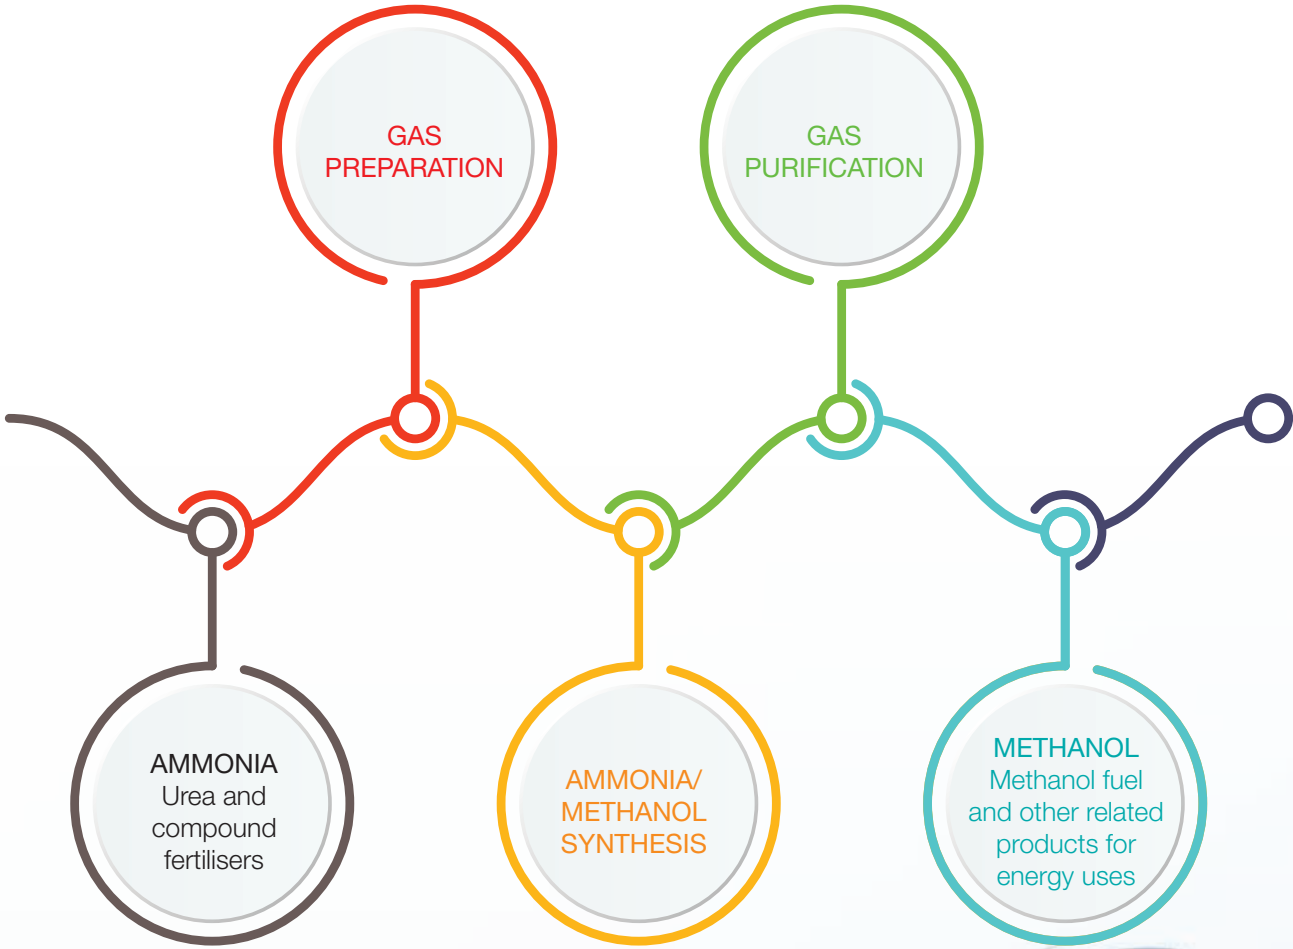 GAS
PREPARATION
GAS
PURIFICATION
AMMONIA
Urea and
compound
fertilisers
AMMONIA/
METHANOL
SYNTHESIS
METHANOL
Methanol fuel
and other related
products for
energy uses